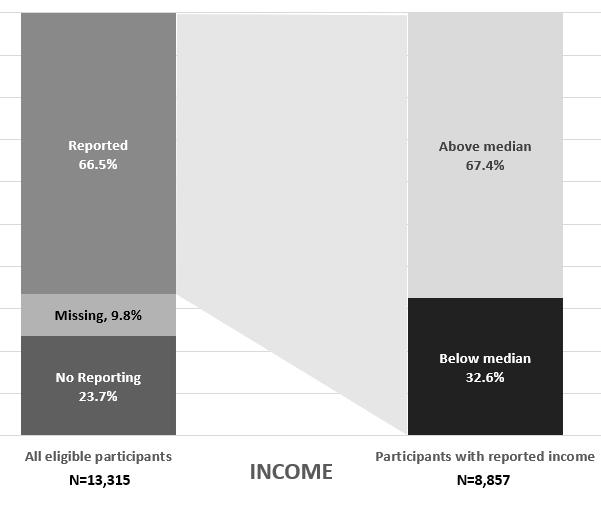 Reported
66.5%
Missing, 9.8%
No Reporting
23.7%
Above median
67.4%
Below median
32.6%
All eligible participants
N=13,315
INCOME
Participants with reported income
N=8,857